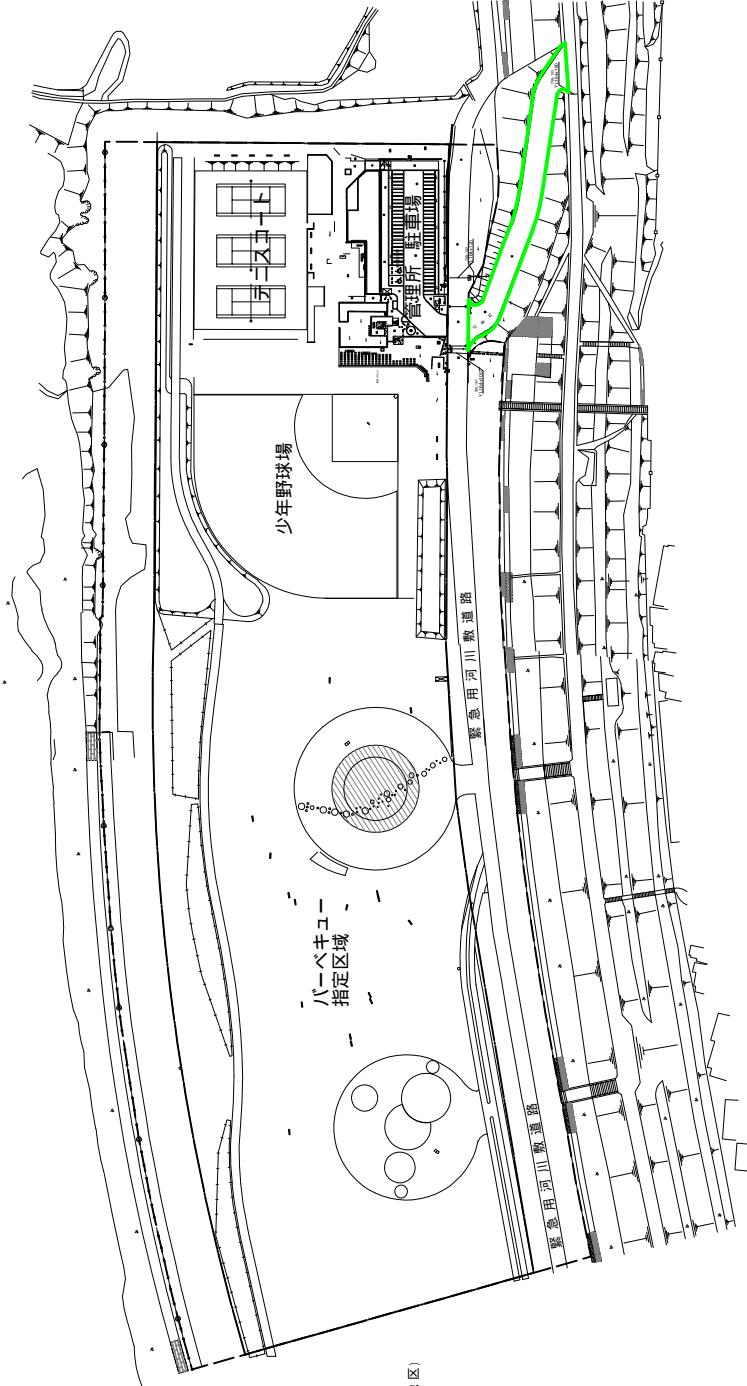 テニスコート
管理所
駐車場
少年野球場
緊急用河川敷道路
バーベキュー
指定区域
緊急用河川敷道路
区）